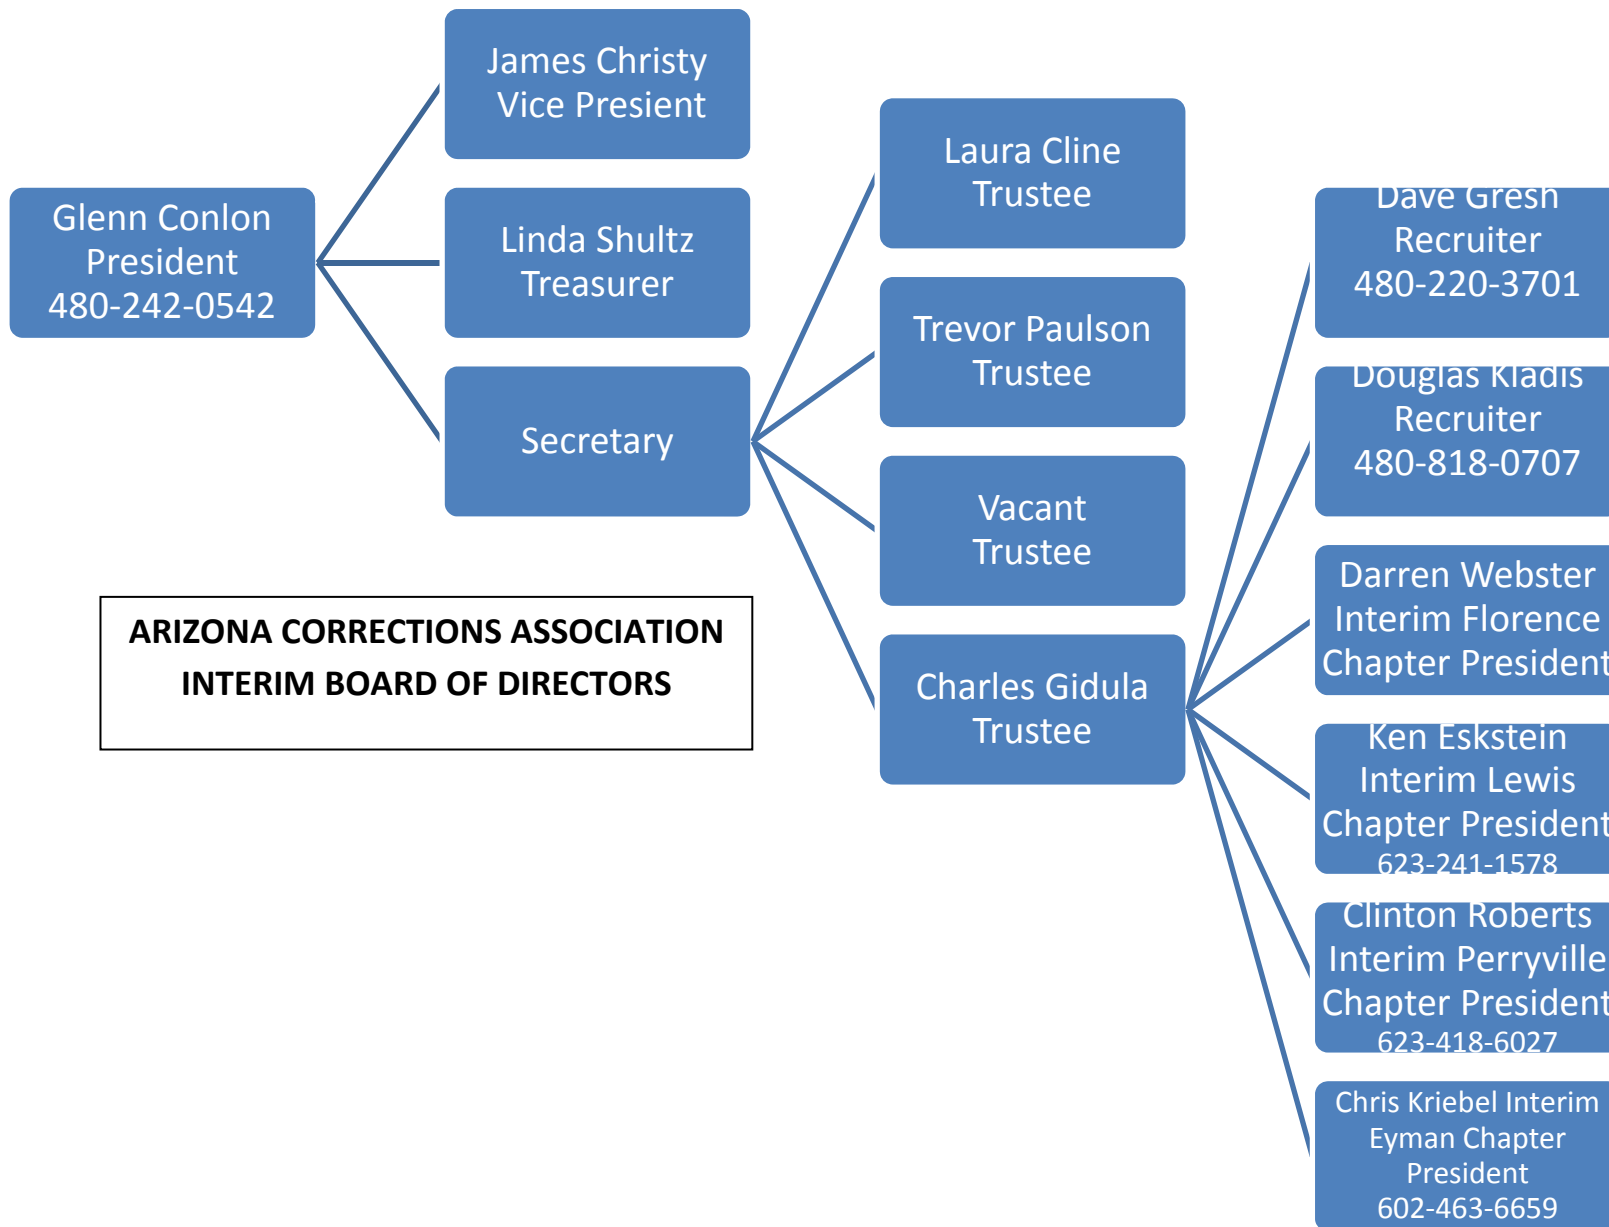 Glenn Conlon
President
480-242-0542
James Christy
Vice Presient
Linda Shultz
Treasurer
Secretary
Laura Cline
Trustee
Trevor Paulson
Trustee
Vacant
Trustee
Charles Gidula
Trustee
Dave Gresh
Recruiter
480-220-3701
Douglas Kladis
Recruiter
480-818-0707
Darren Webster
Interim Florence
Chapter President
Ken Eskstein
Interim Lewis
Chapter President
623-241-1578
Clinton Roberts
Interim Perryville
Chapter President
623-418-6027
Chris Kriebel Interim
Eyman Chapter
President
602-463-6659
ARIZONA CORRECTIONS ASSOCIATION
INTERIM BOARD OF DIRECTORS